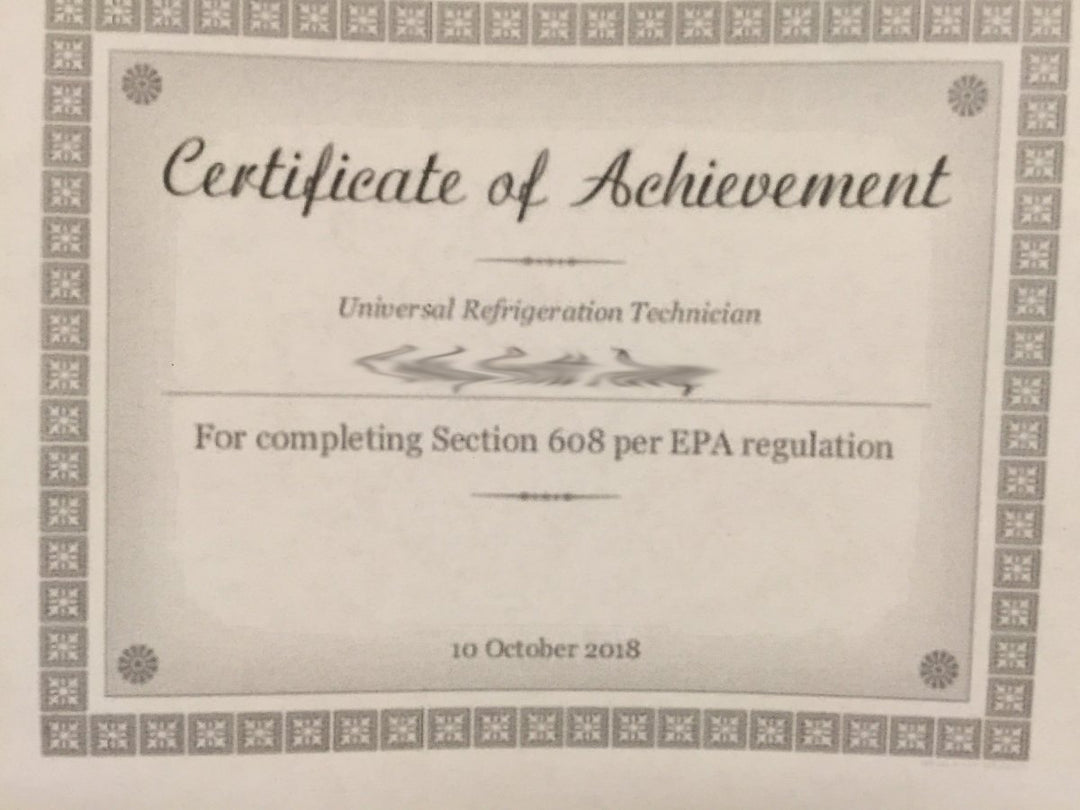 Certificate of Achievement
Universal Refrigeration Technician
For completing Section 608 per EPA regulation
10 October 2018